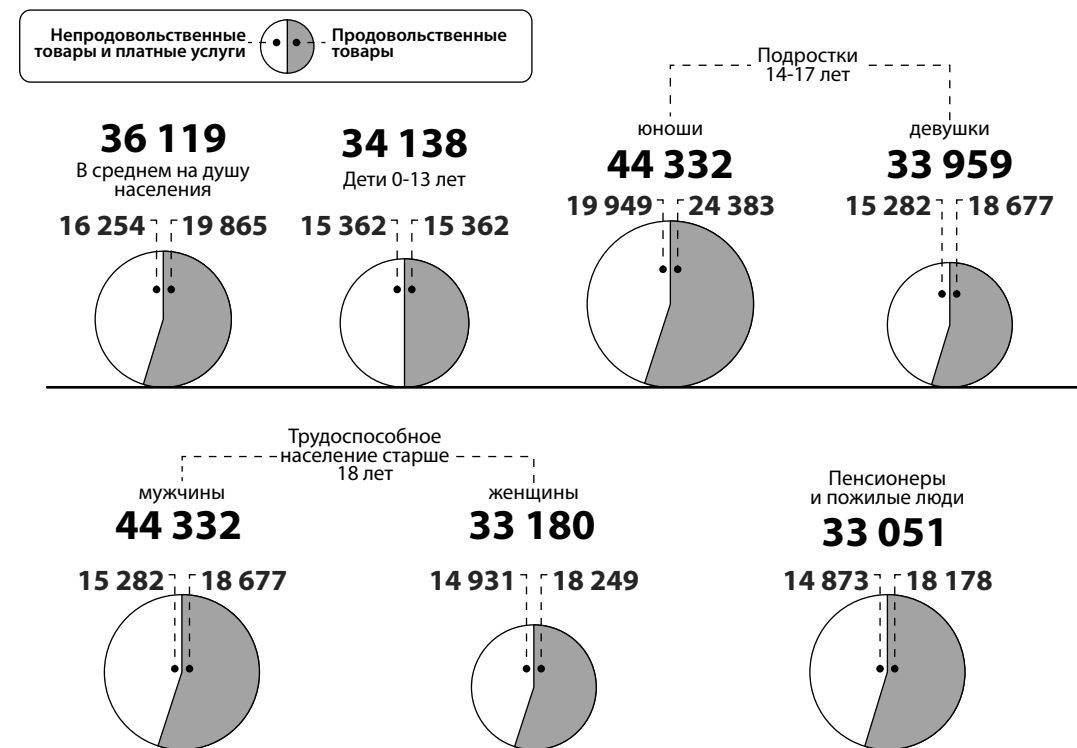 Непродовольственные
товары и платные услуги
Продовольственные
товары
36 119
В среднем на душу
населения
16 254
19 865
34 138
Дети 0-13 лет
15 362
15 362
Подростки
14-17 лет
юноши
44 332
19 949
24 383
девушки
33 959
15 282
18 677
Трудоспособное
население старше
18 лет
мужчины
44 332
15 282
18 677
женщины
33 180
14 931
18 249
Пенсионеры
и пожилые люди
33 051
14 873
18 178